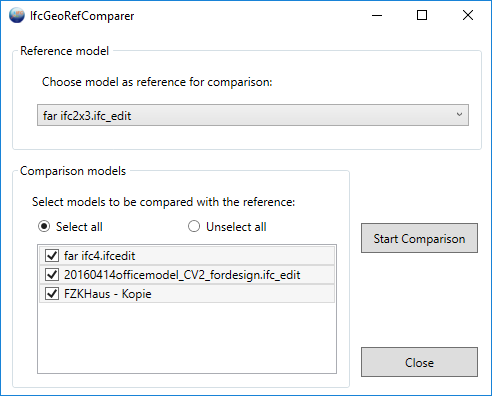 IfcGeoRefComparer
Reference model
Choose model as reference for comparison:
far ifc2x3.ifc_edit
Comparison models
Select models to be compared with the reference:
Select all
Unselect all
far ifc4.ifcedit
20160414officemodel_CV2_fordesign.ifc_edit
FZKHaus - Kopie
Start Comparison
Close